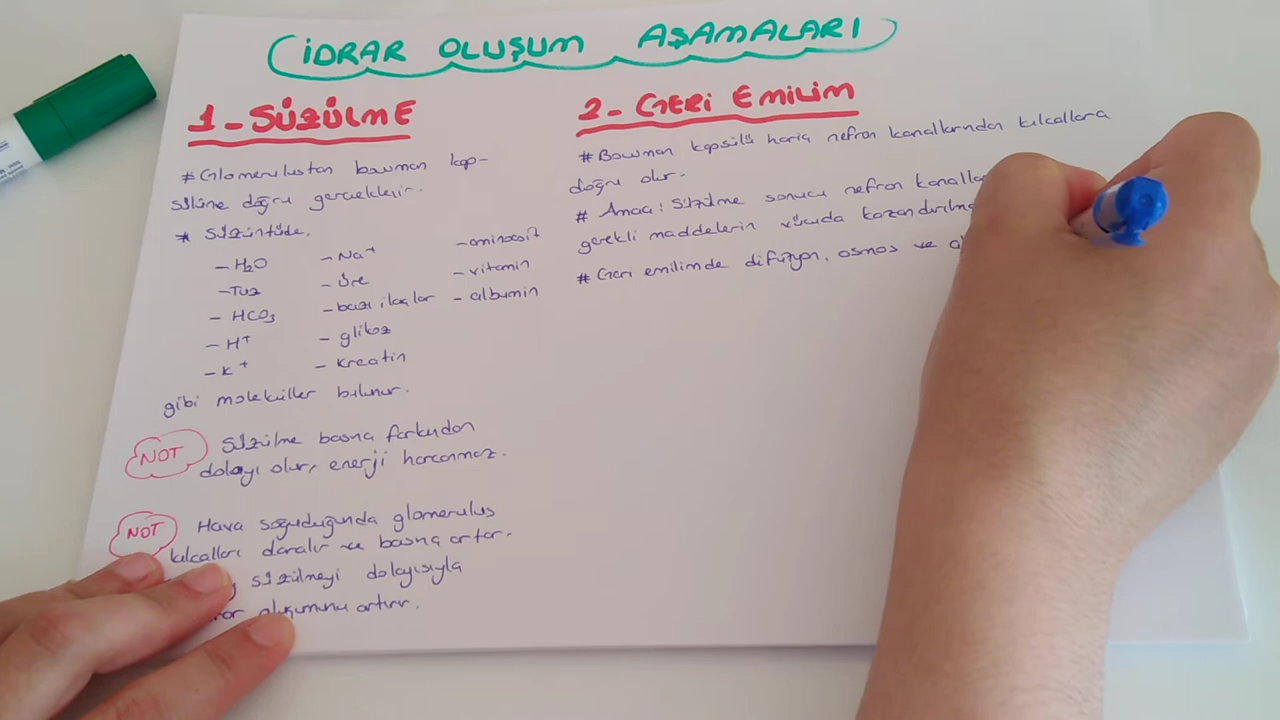 İDRAR OLUŞUM AŞAMALARI
1-SÜZÜLME
# Glomerulustan bowman kap-
sülüne doğru gerçekleşir.
* Süzüntüde,
- H₂O
- Tuz
- HCO₃
- H⁺
- K⁺
- Na⁺
- Üre
- bazı ilaçlar
- glikoz
- kreatin
- aminoasit
- vitamin
- albumin
gibi moleküller bulunur.
NOT Süzülme basınç farkından
dolayı olur, enerji harcanmaz.
NOT Hava soğuduğunda glomerulus
kılcalları daralır ve basınç artar.
süzülmeyi dolayısıyla
oluşumunu artırır.
2- GERİ EMİLİM
# Bowman kapsülü hariç nefron kanallarından kılcallara
doğru olur.
# Amaç: Süzülme sonucu nefron
gerekli maddelerin vücuda
# Geri emilimde difüzyon, osmos ve